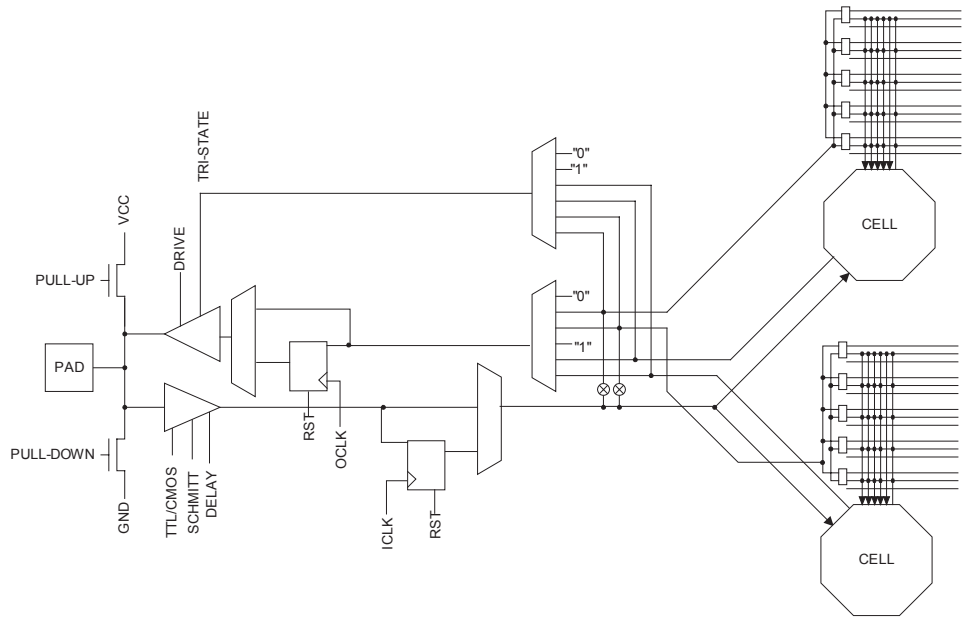 TRI-STATE
"0"
"1"
VCC
CELL
DRIVE
PULL-UP
"0"
"1"
PAD
RST
OCLK
PULL-DOWN
GND
TTL/CMOS
SCHMITT
DELAY
ICLK
RST
CELL